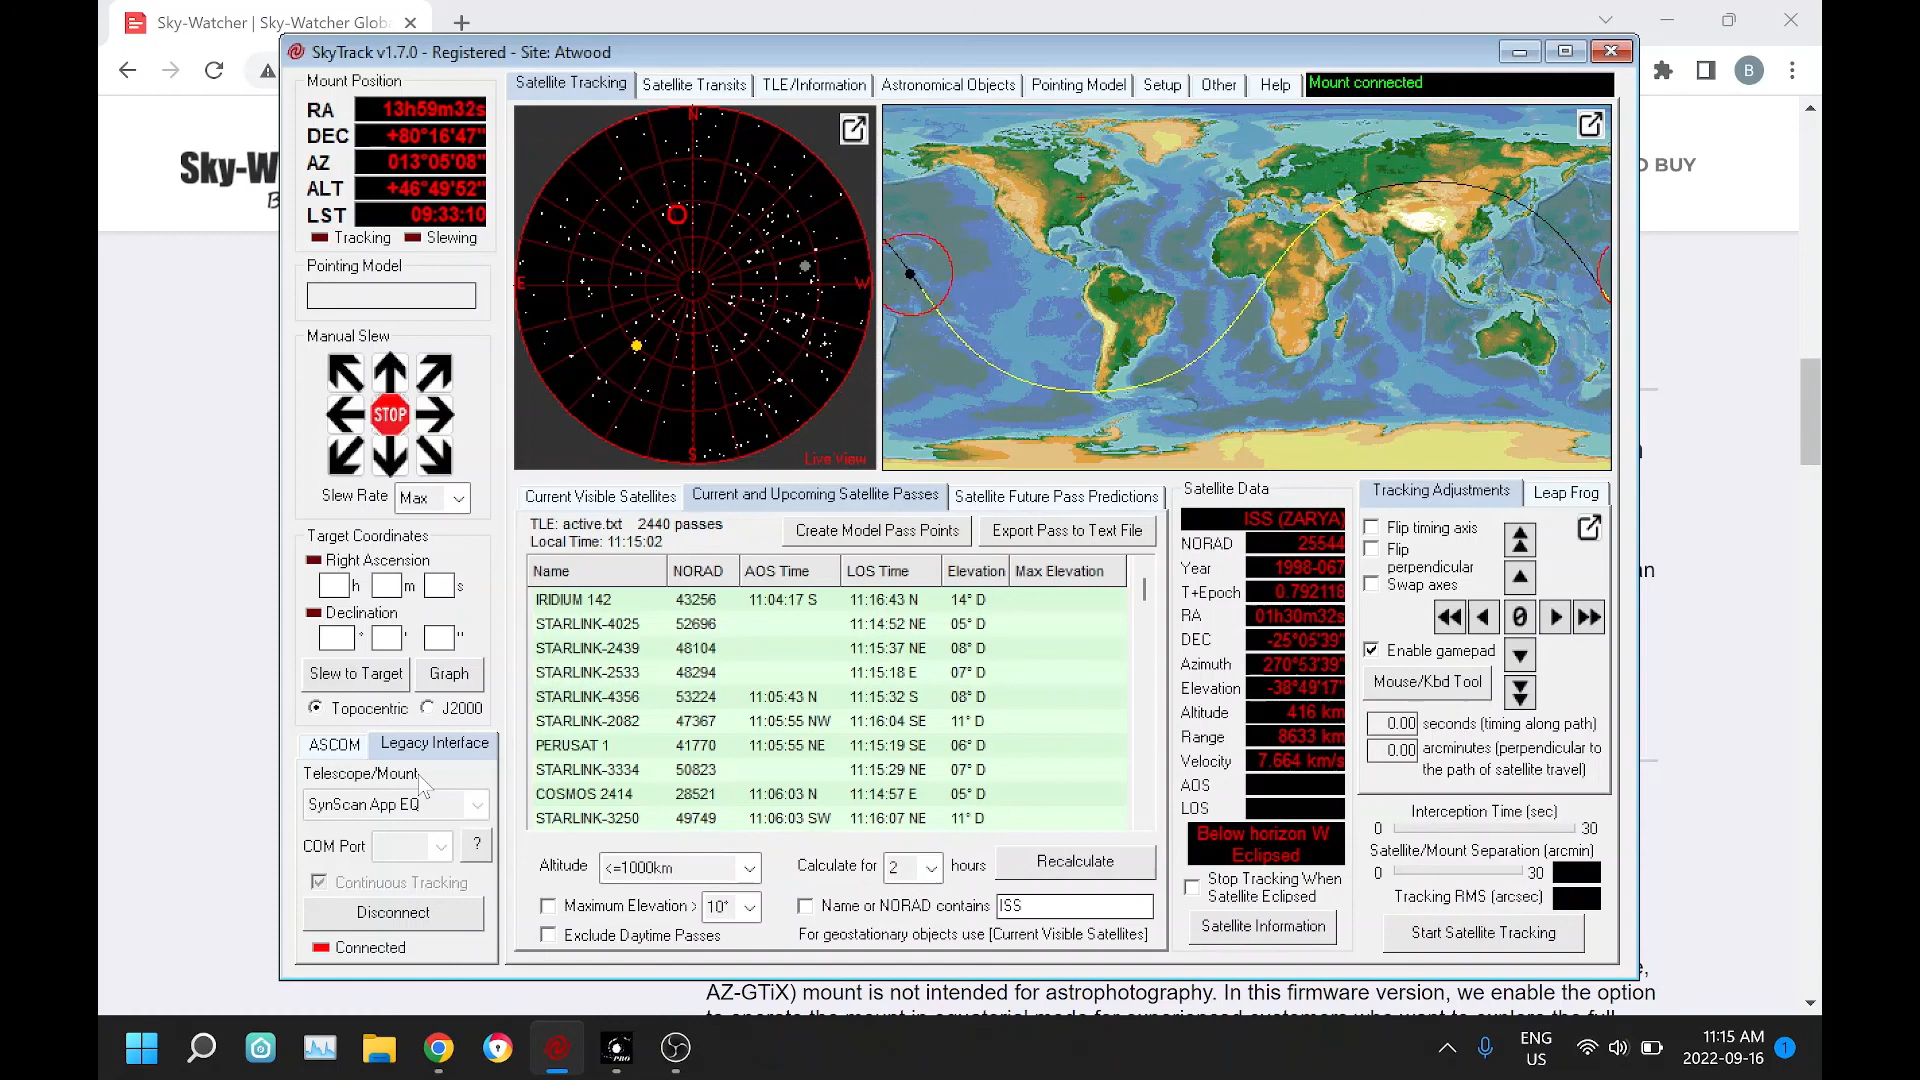 Sky-Watcher | Sky-Watcher Glob
SkyTrack v1.7.0 - Registered - Site: Atwood
B
Sky-W
B
O BUY
Mount Position
RA 13h59m32s
DEC +80°16'47"
AZ 013°05'08"
ALT +46°49'52"
LST 09:33:10
Tracking Slewing
Pointing Model
Manual Slew
STOP
Slew Rate Max
Target Coordinates
Right Ascension
h m s
Declination
° ' "
Slew to Target Graph
Topocentric J2000
ASCOM Legacy Interface
Telescope/Mount
SynScan App EQ
COM Port ?
Continuous Tracking
Disconnect
Connected
Satellite Tracking Satellite Transits TLE/Information Astronomical Objects Pointing Model Setup Other Help Mount connected
N
E W
S
Live View
Current Visible Satellites Current and Upcoming Satellite Passes Satellite Future Pass Predictions
TLE: active.txt 2440 passes
Local Time: 11:15:02
Create Model Pass Points Export Pass to Text File
Name NORAD AOS Time LOS Time Elevation Max Elevation
IRIDIUM 142 43256 11:04:17 S 11:16:43 N 14° D
STARLINK-4025 52696 11:14:52 NE 05° D
STARLINK-2439 48104 11:15:37 NE 08° D
STARLINK-2533 48294 11:15:18 E 07° D
STARLINK-4356 53224 11:05:43 N 11:15:32 S 08° D
STARLINK-2082 47367 11:05:55 NW 11:16:04 SE 11° D
PERUSAT 1 41770 11:05:55 NE 11:15:19 SE 06° D
STARLINK-3334 50823 11:15:29 NE 07° D
COSMOS 2414 28521 11:06:03 N 11:14:57 E 05° D
STARLINK-3250 49749 11:06:03 SW 11:16:07 NE 11° D
Altitude <=1000km Calculate for 2 hours Recalculate
Maximum Elevation > 10° Name or NORAD contains ISS
Exclude Daytime Passes For geostationary objects use [Current Visible Satellites]
Satellite Data
ISS (ZARYA)
NORAD 25544
Year 1998-067
T+Epoch 0.792118
RA 01h30m32s
DEC -25°05'39"
Azimuth 270°53'39"
Elevation -38°49'17"
Altitude 416 km
Range 8633 km
Velocity 7.664 km/s
AOS
LOS
Below horizon W
Eclipsed
Stop Tracking When
Satellite Eclipsed
Satellite Information
Tracking Adjustments Leap Frog
Flip timing axis
Flip
perpendicular
Swap axes
0
Enable gamepad
Mouse/Kbd Tool
0.00 seconds (timing along path)
0.00 arcminutes (perpendicular to
the path of satellite travel)
Interception Time (sec)
0 30
Satellite/Mount Separation (arcmin)
0 30
Tracking RMS (arcsec)
Start Satellite Tracking
an
e,
AZ-GTiX) mount is not intended for astrophotography. In this firmware version, we enable the option
PRO
ENG
US
11:15 AM
2022-09-16
1